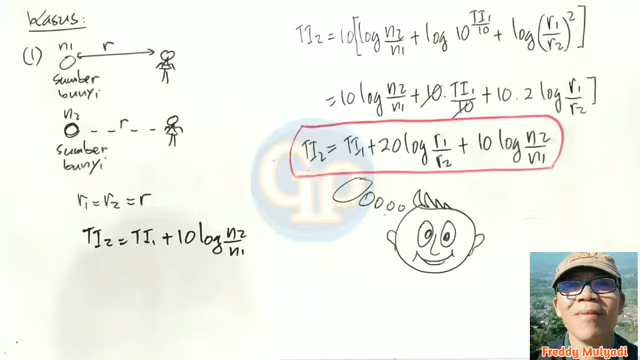 Kasus:
(1) n₁ r
sumber
bunyi
n₂ r
sumber
bunyi
r₁ = r₂ = r
TI₂ = TI₁ + 10 log n₂/n₁
TI₂ = 10[log n₂/n₁ + log 10^(TI₁/10) + log (r₁/r₂)²]
= 10 log n₂/n₁ + 10 · TI₁/10 + 10 · 2 log r₁/r₂]
TI₂ = TI₁ + 20 log r₁/r₂ + 10 log n₂/n₁
Freddy Mulyadi